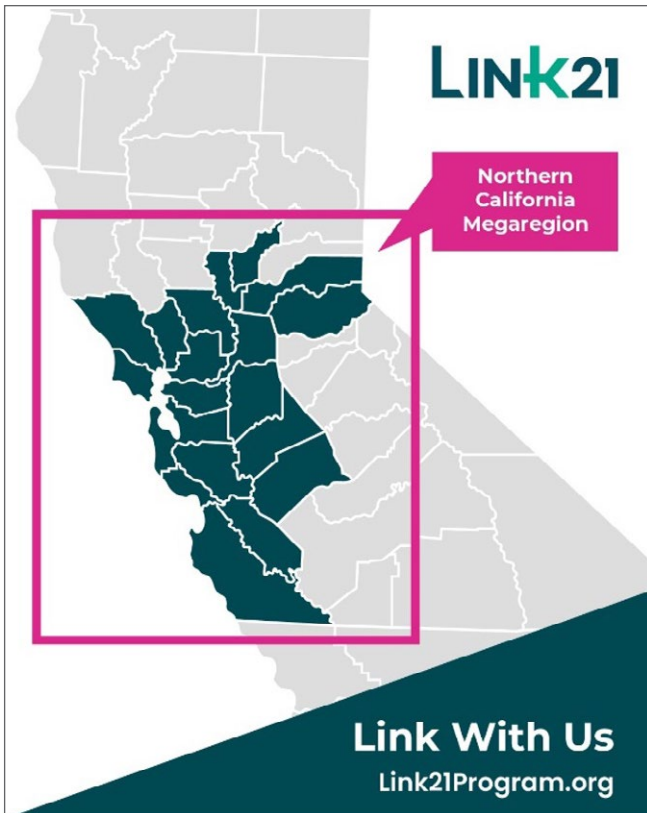 LINK21
Northern
California
Megaregion
Link With Us
Link21Program.org